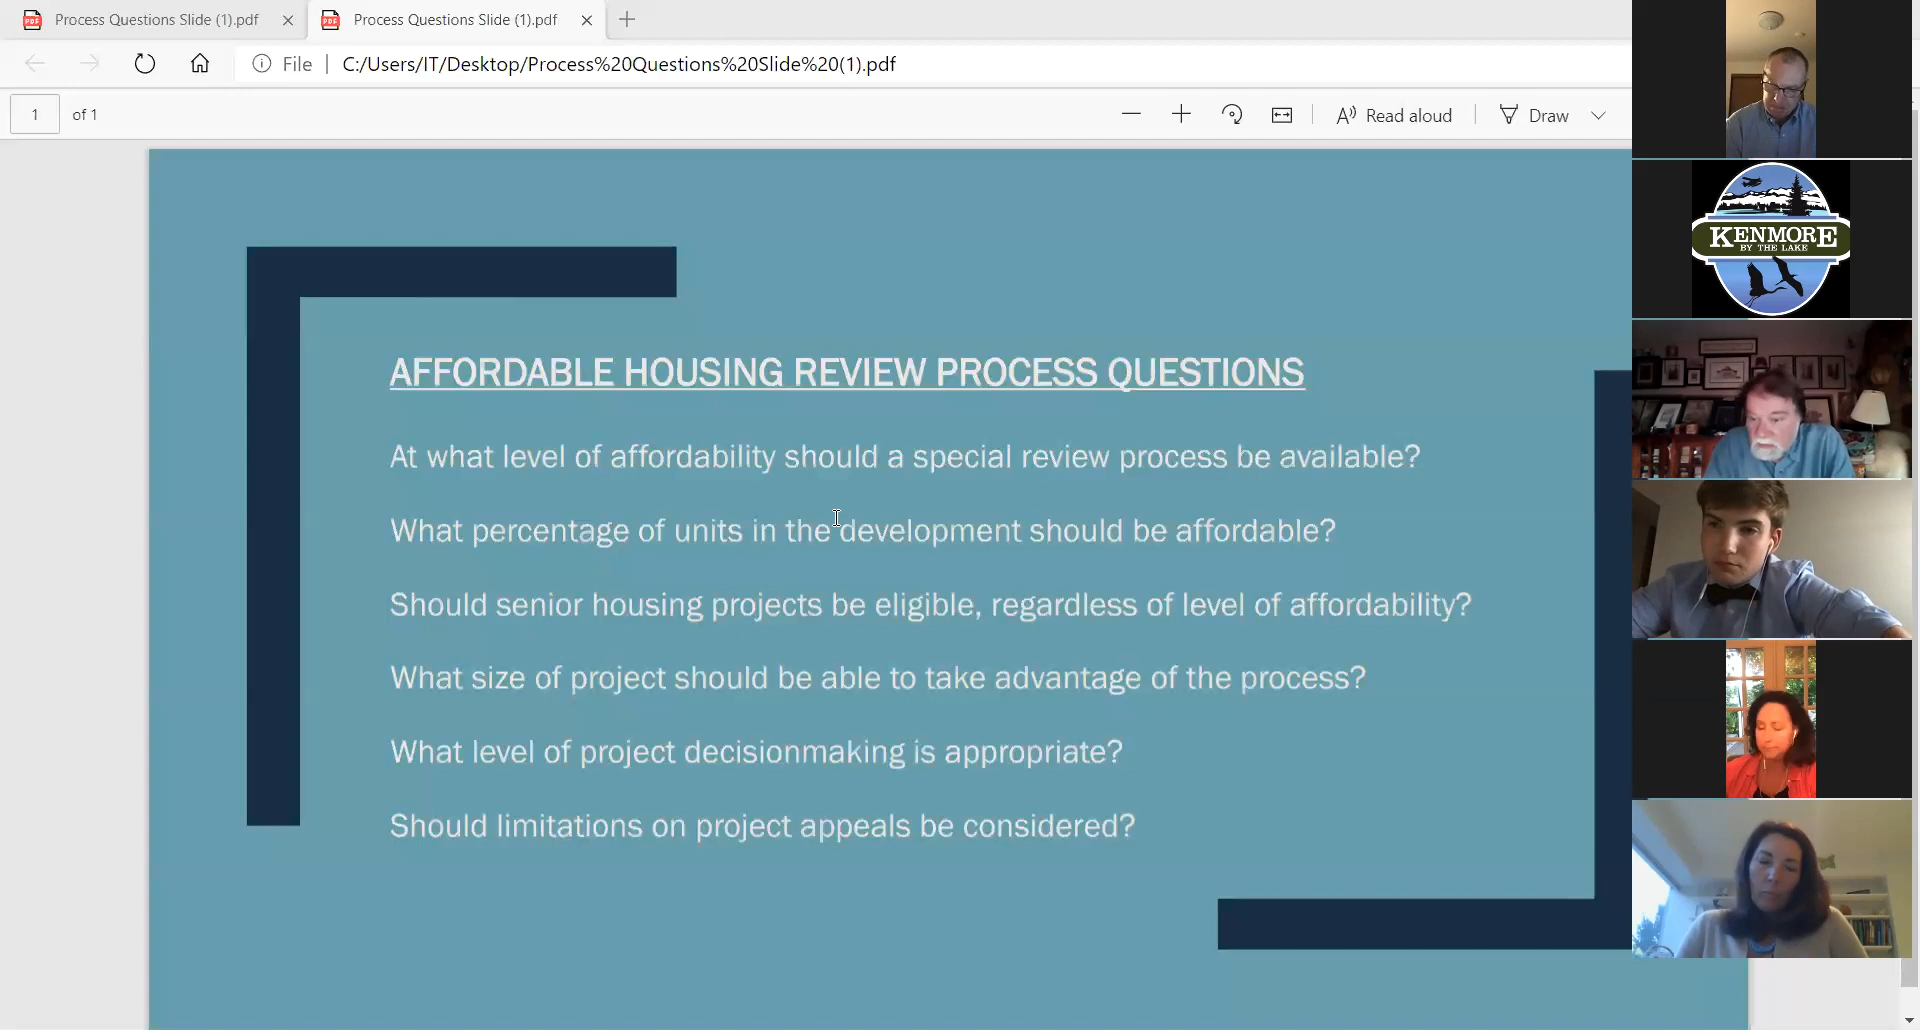 Process Questions Slide (1).pdf
Process Questions Slide (1).pdf
File
C:/Users/IT/Desktop/Process%20Questions%20Slide%20(1).pdf
1 of 1
Read aloud
Draw
AFFORDABLE HOUSING REVIEW PROCESS QUESTIONS
At what level of affordability should a special review process be available?
What percentage of units in the development should be affordable?
Should senior housing projects be eligible, regardless of level of affordability?
What size of project should be able to take advantage of the process?
What level of project decisionmaking is appropriate?
Should limitations on project appeals be considered?
KENMORE
BY THE LAKE